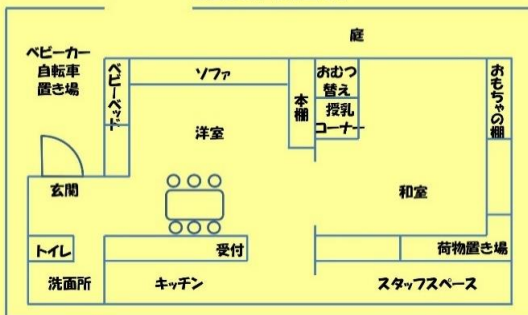 庭
ベビーカー
自転車
置き場
ベビーベッド
ソファ
本棚
おむつ
替え
授乳
コーナー
おもちゃの棚
洋室
和室
玄関
トイレ
受付
荷物置き場
洗面所
キッチン
スタッフスペース